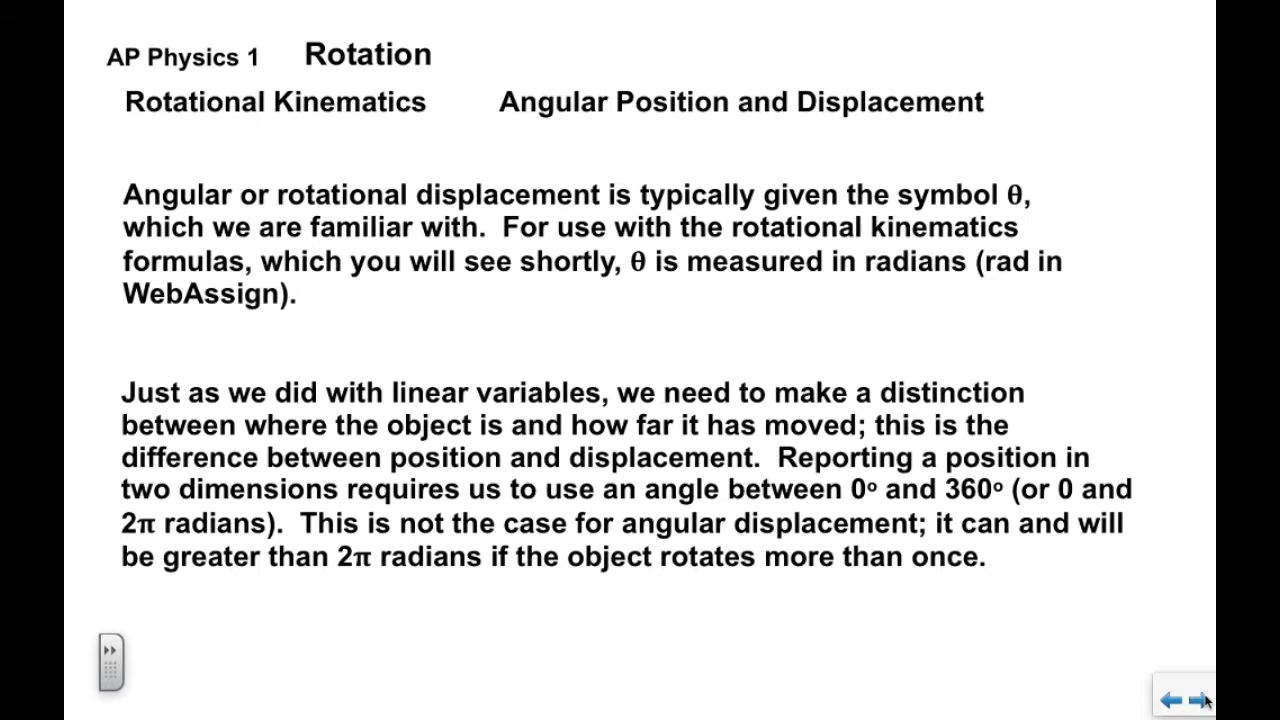 AP Physics 1 Rotation
Rotational Kinematics Angular Position and Displacement
Angular or rotational displacement is typically given the symbol θ,
which we are familiar with. For use with the rotational kinematics
formulas, which you will see shortly, θ is measured in radians (rad in
WebAssign).
Just as we did with linear variables, we need to make a distinction
between where the object is and how far it has moved; this is the
difference between position and displacement. Reporting a position in
two dimensions requires us to use an angle between 0º and 360º (or 0 and
2π radians). This is not the case for angular displacement; it can and will
be greater than 2π radians if the object rotates more than once.